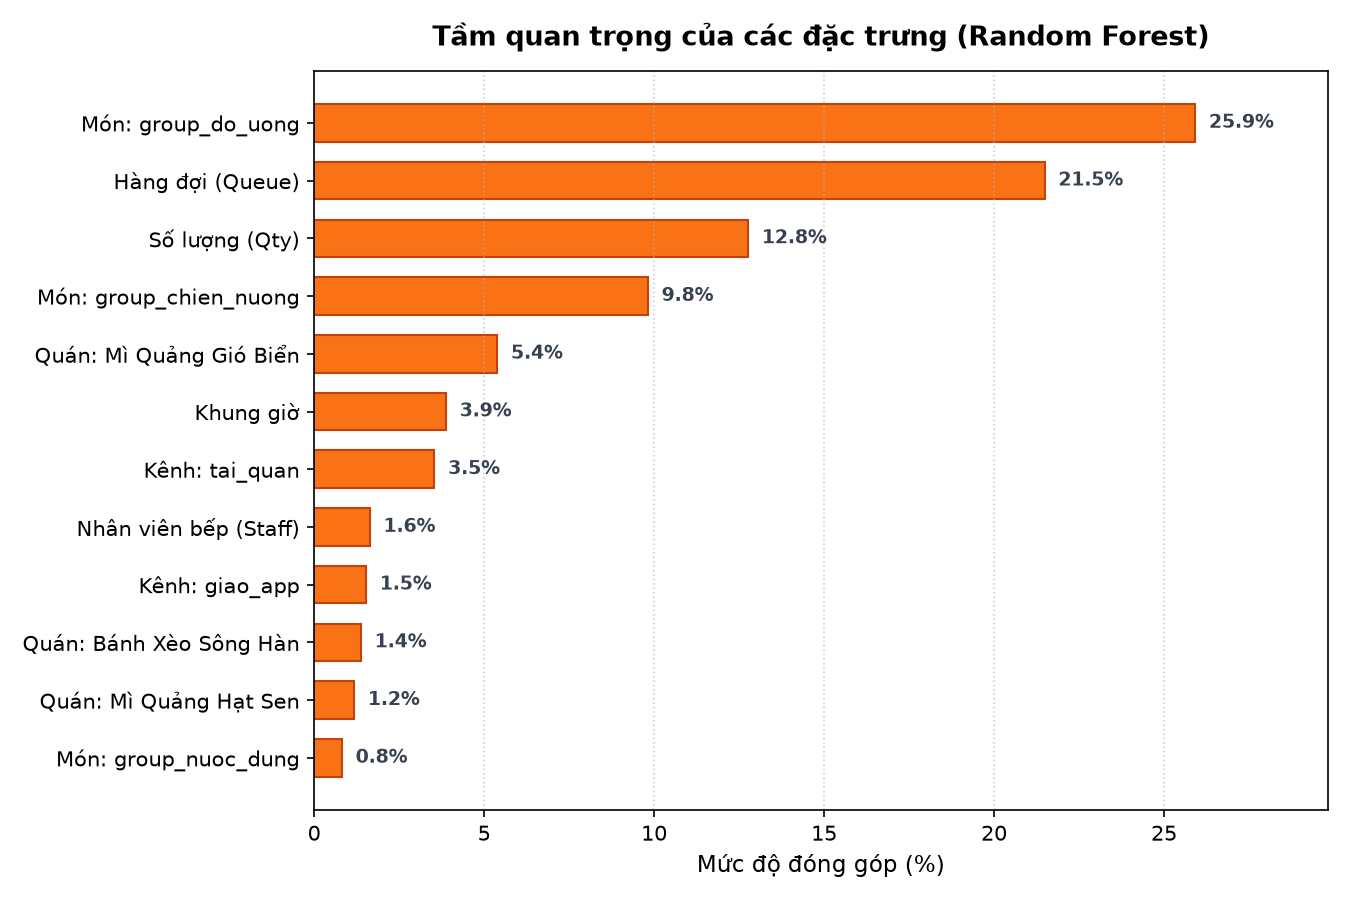 Tầm quan trọng của các đặc trưng (Random Forest)
Món: group_do_uong 25.9%
Hàng đợi (Queue) 21.5%
Số lượng (Qty) 12.8%
Món: group_chien_nuong 9.8%
Quán: Mì Quảng Gió Biển 5.4%
Khung giờ 3.9%
Kênh: tai_quan 3.5%
Nhân viên bếp (Staff) 1.6%
Kênh: giao_app 1.5%
Quán: Bánh Xèo Sông Hàn 1.4%
Quán: Mì Quảng Hạt Sen 1.2%
Món: group_nuoc_dung 0.8%
0 5 10 15 20 25
Mức độ đóng góp (%)